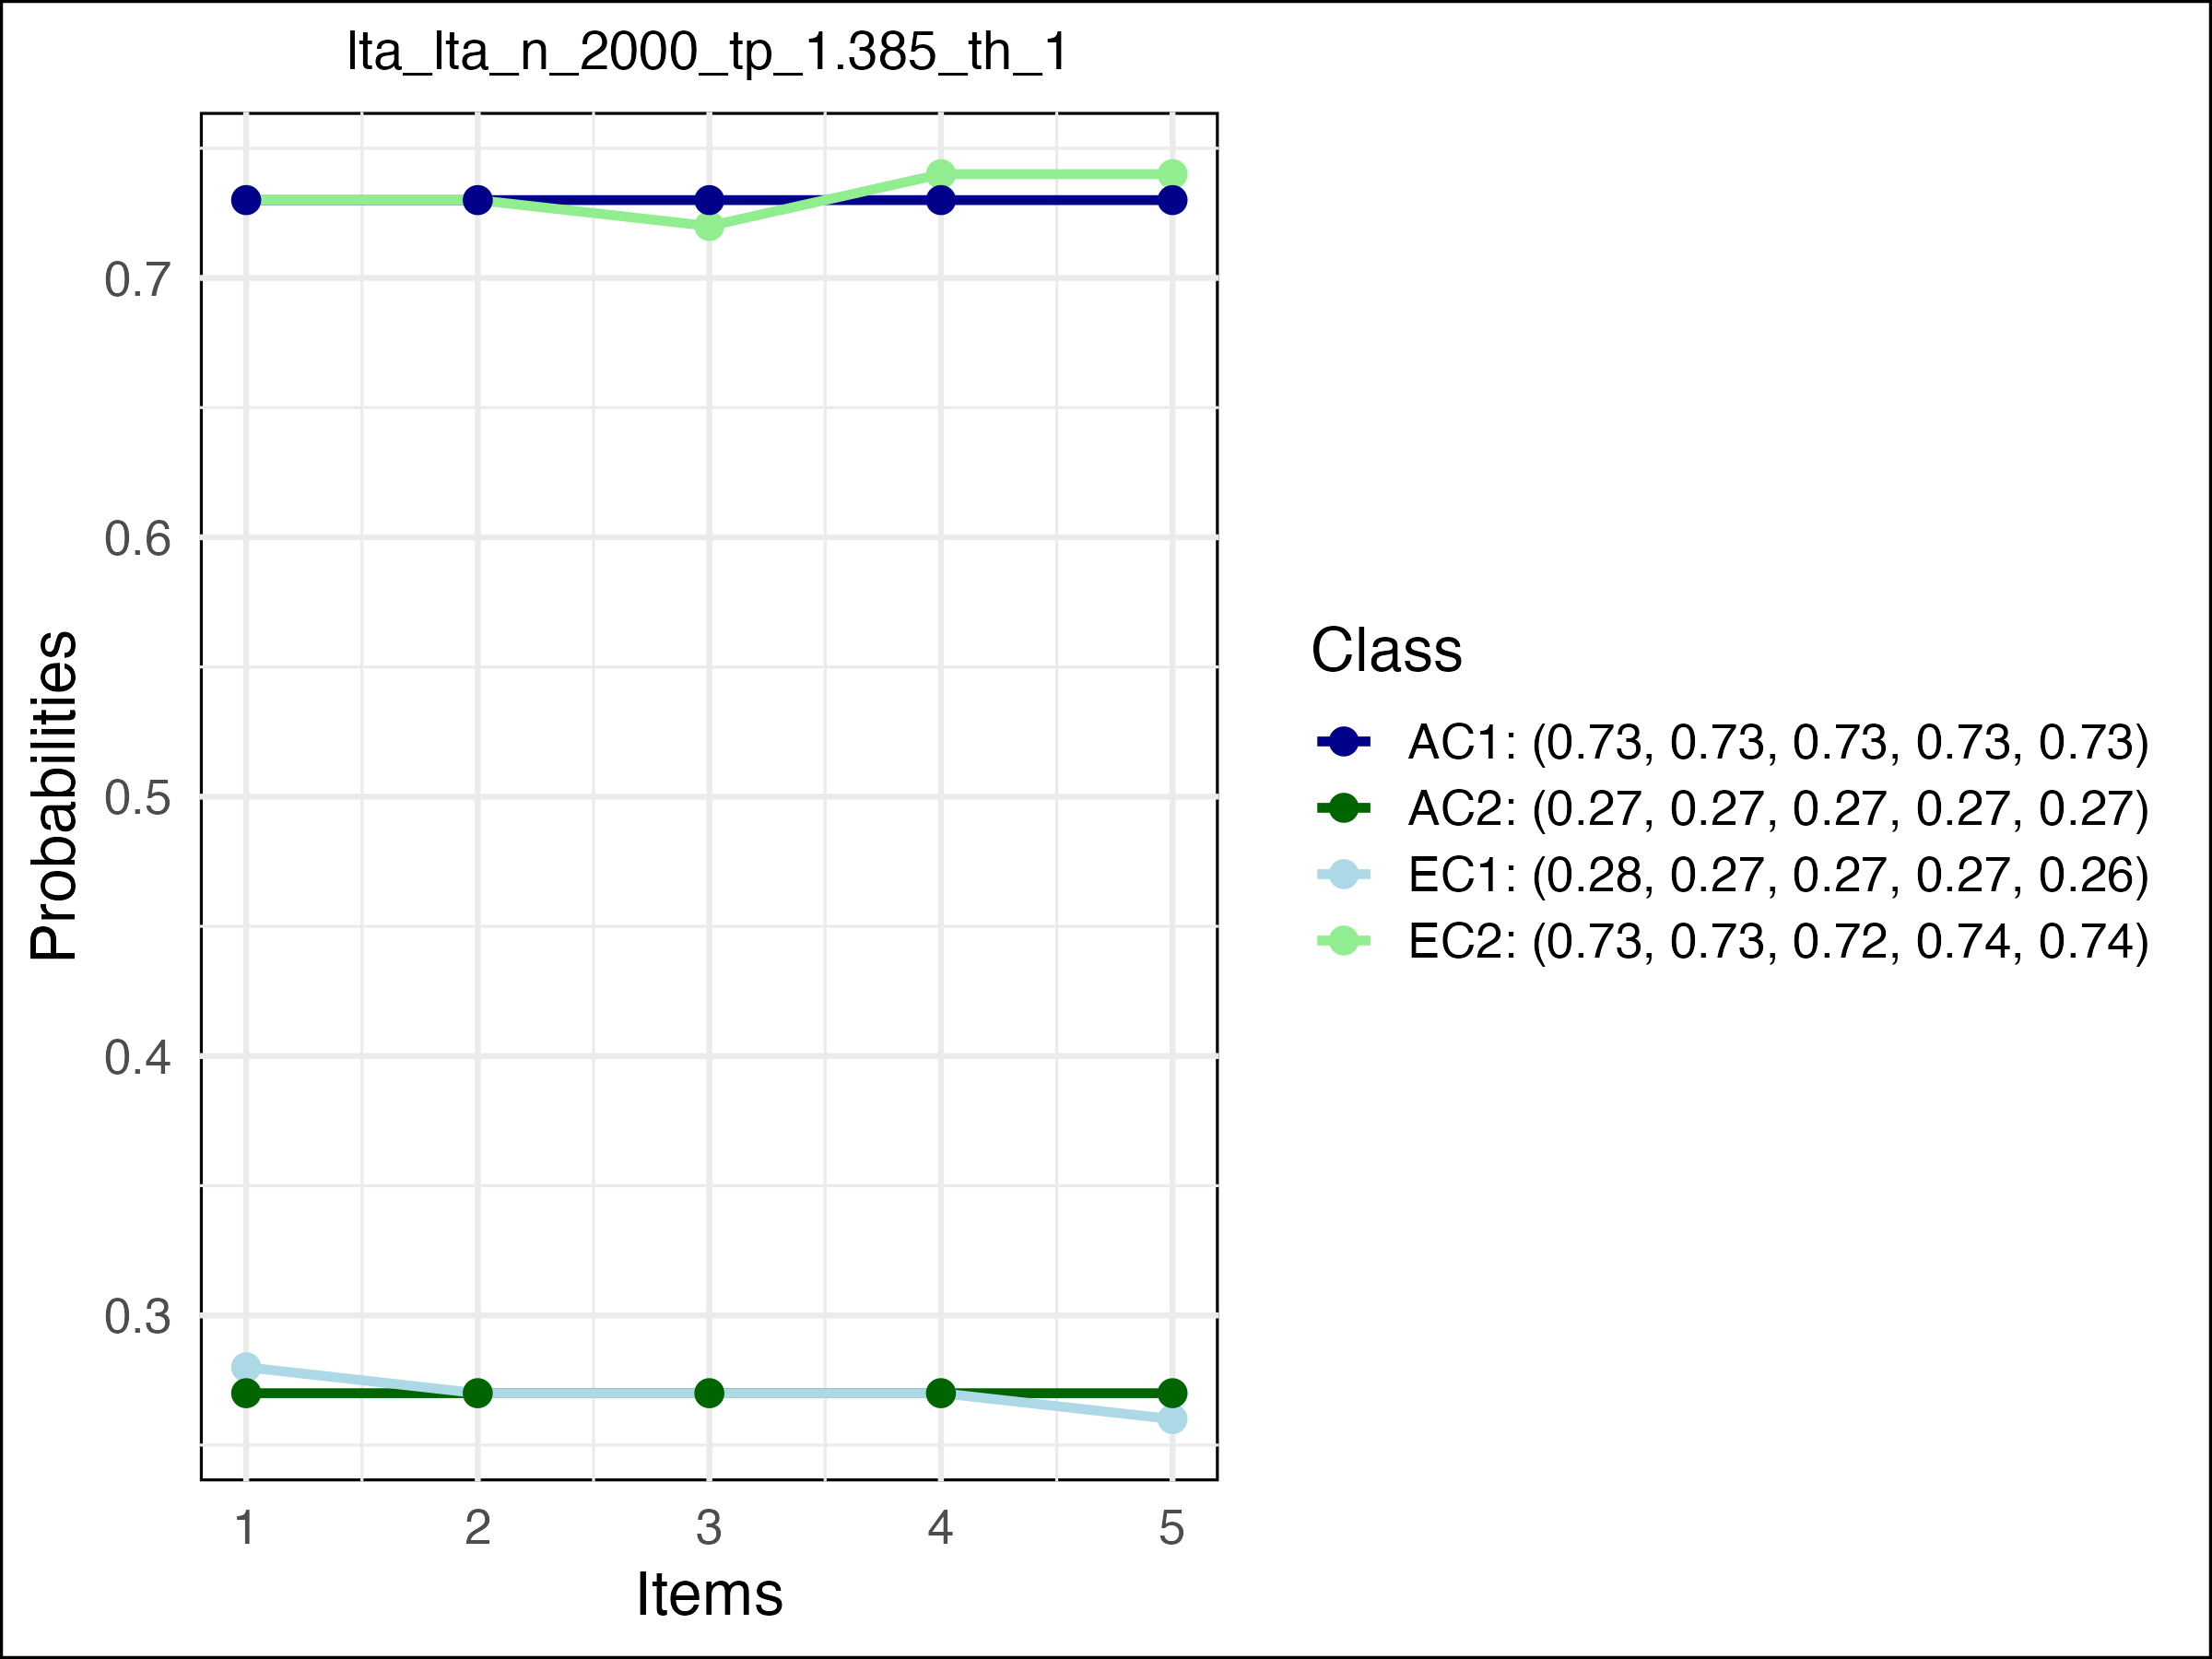 lta_lta_n_2000_tp_1.385_th_1
0.7
0.6
0.5
0.4
0.3
Probabilities
1 2 3 4 5
Items
Class
AC1: (0.73, 0.73, 0.73, 0.73, 0.73)
AC2: (0.27, 0.27, 0.27, 0.27, 0.27)
EC1: (0.28, 0.27, 0.27, 0.27, 0.26)
EC2: (0.73, 0.73, 0.72, 0.74, 0.74)